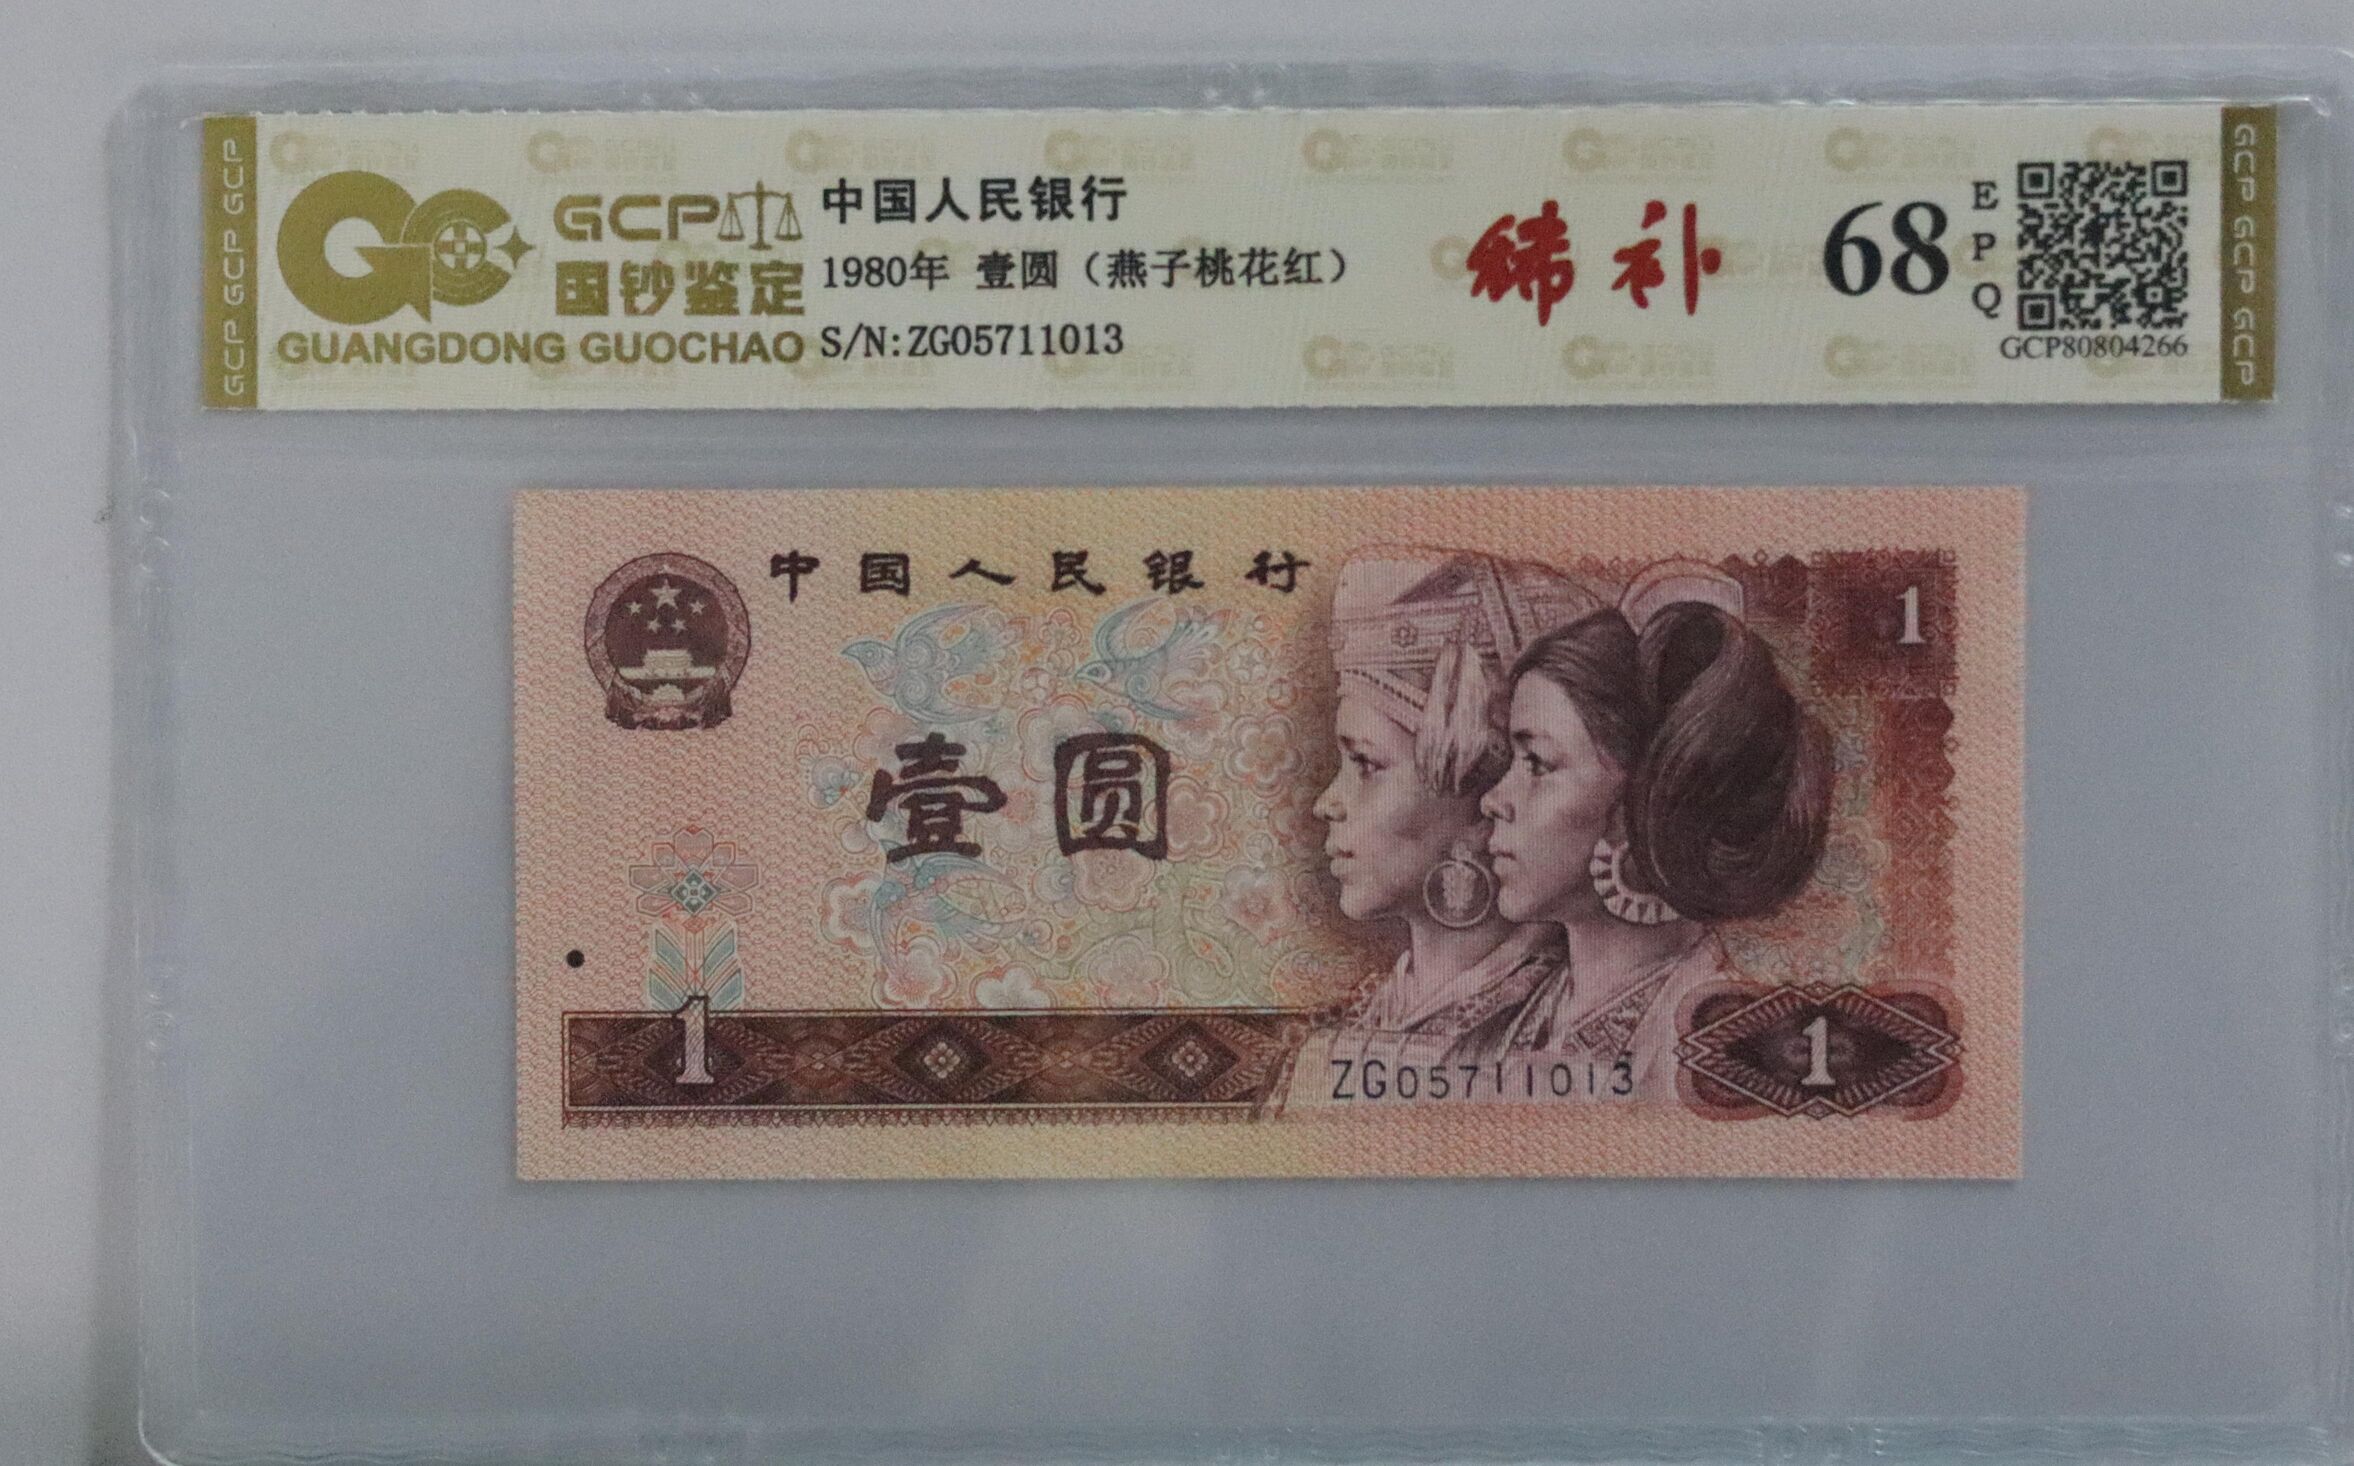 GCP GCP GCP
GCP
国钞鉴定
GUANGDONG GUOCHAO
中国人民银行
1980年 壹圆（燕子桃花红）
S/N:ZG05711013
稀补
68
EPQ
GCP80804266
GCP GCP GCP
中国人民银行
1
壹圆
1
ZG05711013
1